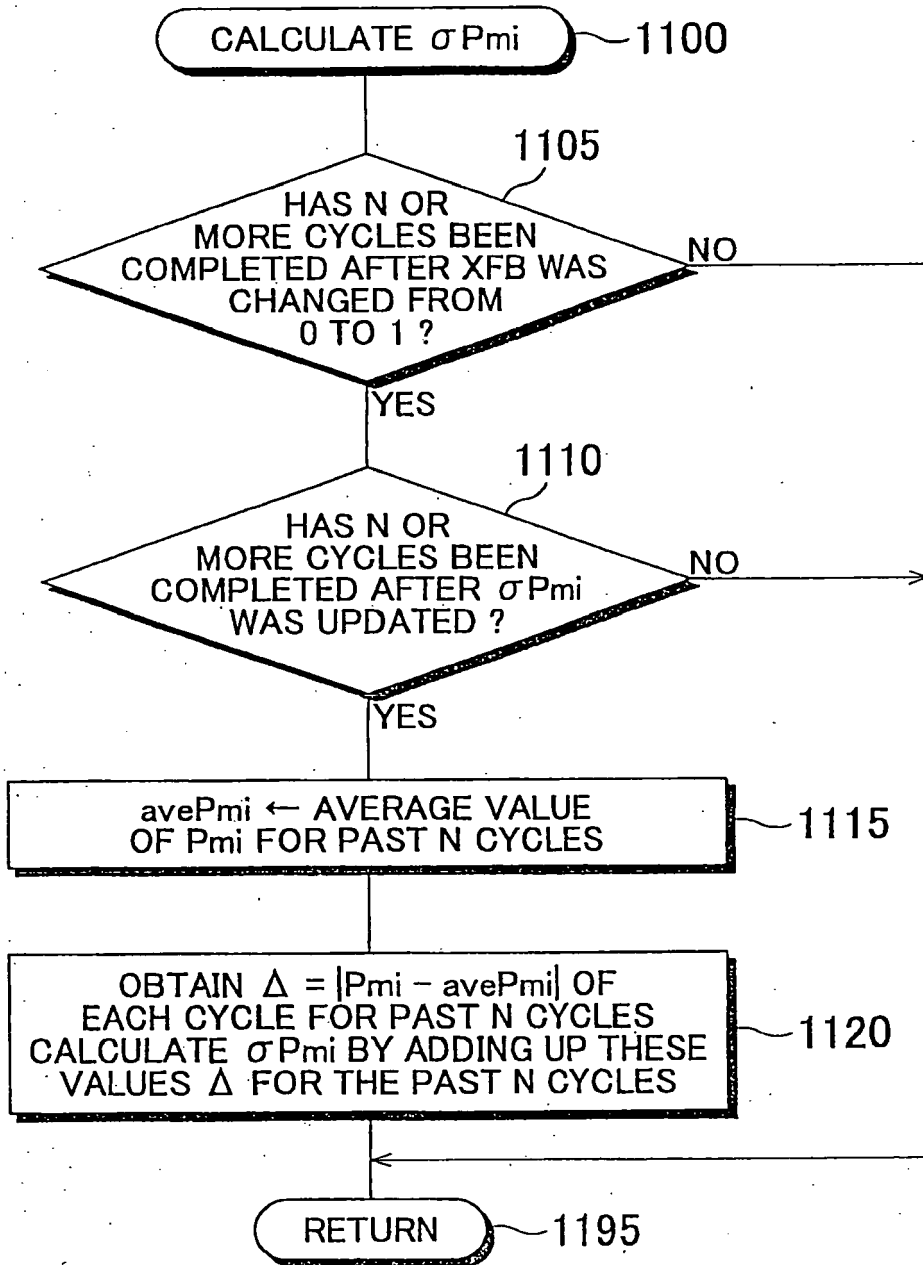 CALCULATE σPmi
1100
1105
HAS N OR
MORE CYCLES BEEN
COMPLETED AFTER XFB WAS
CHANGED FROM
0 TO 1 ?
NO
YES
1110
HAS N OR
MORE CYCLES BEEN
COMPLETED AFTER σPmi
WAS UPDATED ?
NO
YES
avePmi ← AVERAGE VALUE
OF Pmi FOR PAST N CYCLES
1115
OBTAIN Δ = |Pmi - avePmi| OF
EACH CYCLE FOR PAST N CYCLES
CALCULATE σPmi BY ADDING UP THESE
VALUES Δ FOR THE PAST N CYCLES
1120
RETURN
1195